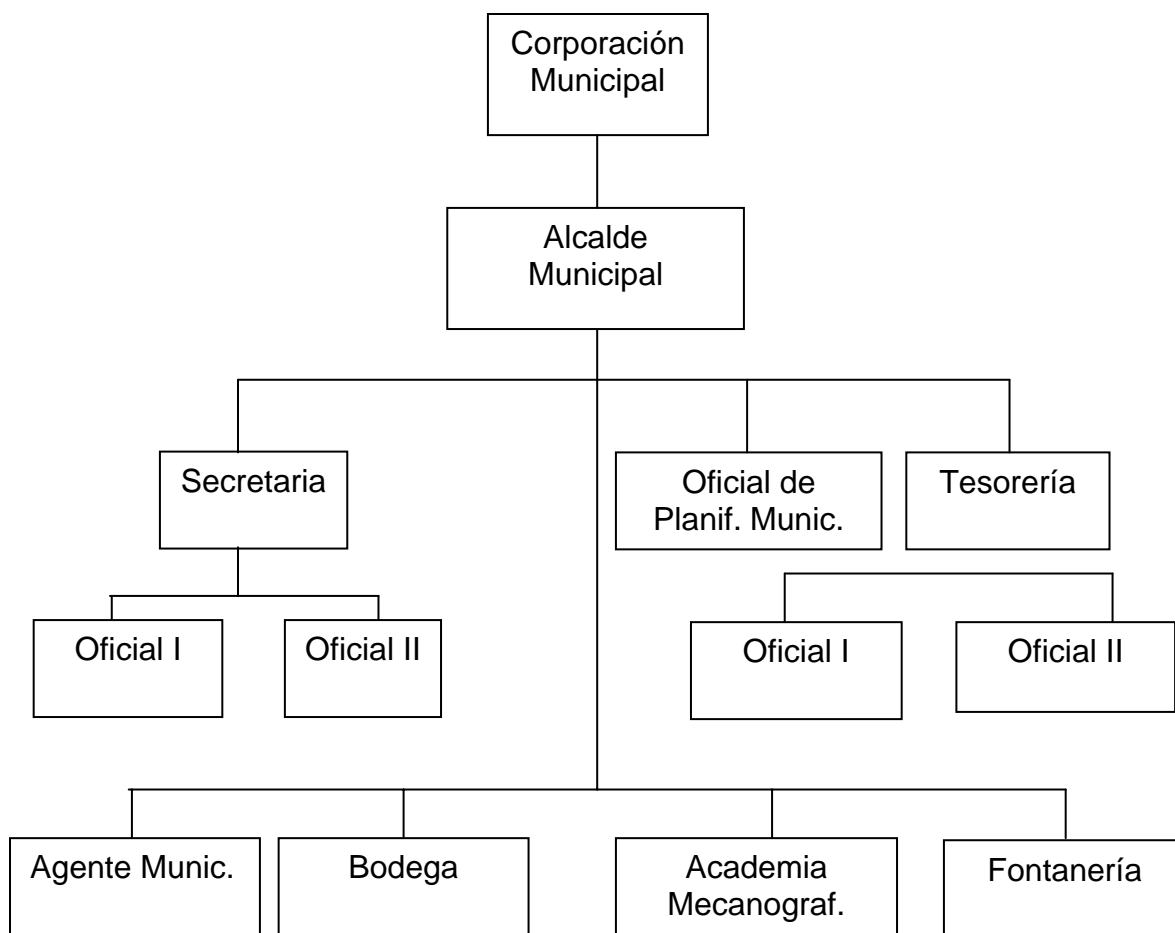 Corporación
Municipal
Alcalde
Municipal
Secretaria
Oficial de
Planif. Munic.
Tesorería
Oficial I
Oficial II
Oficial I
Oficial II
Agente Munic.
Bodega
Academia
Mecanograf.
Fontanería